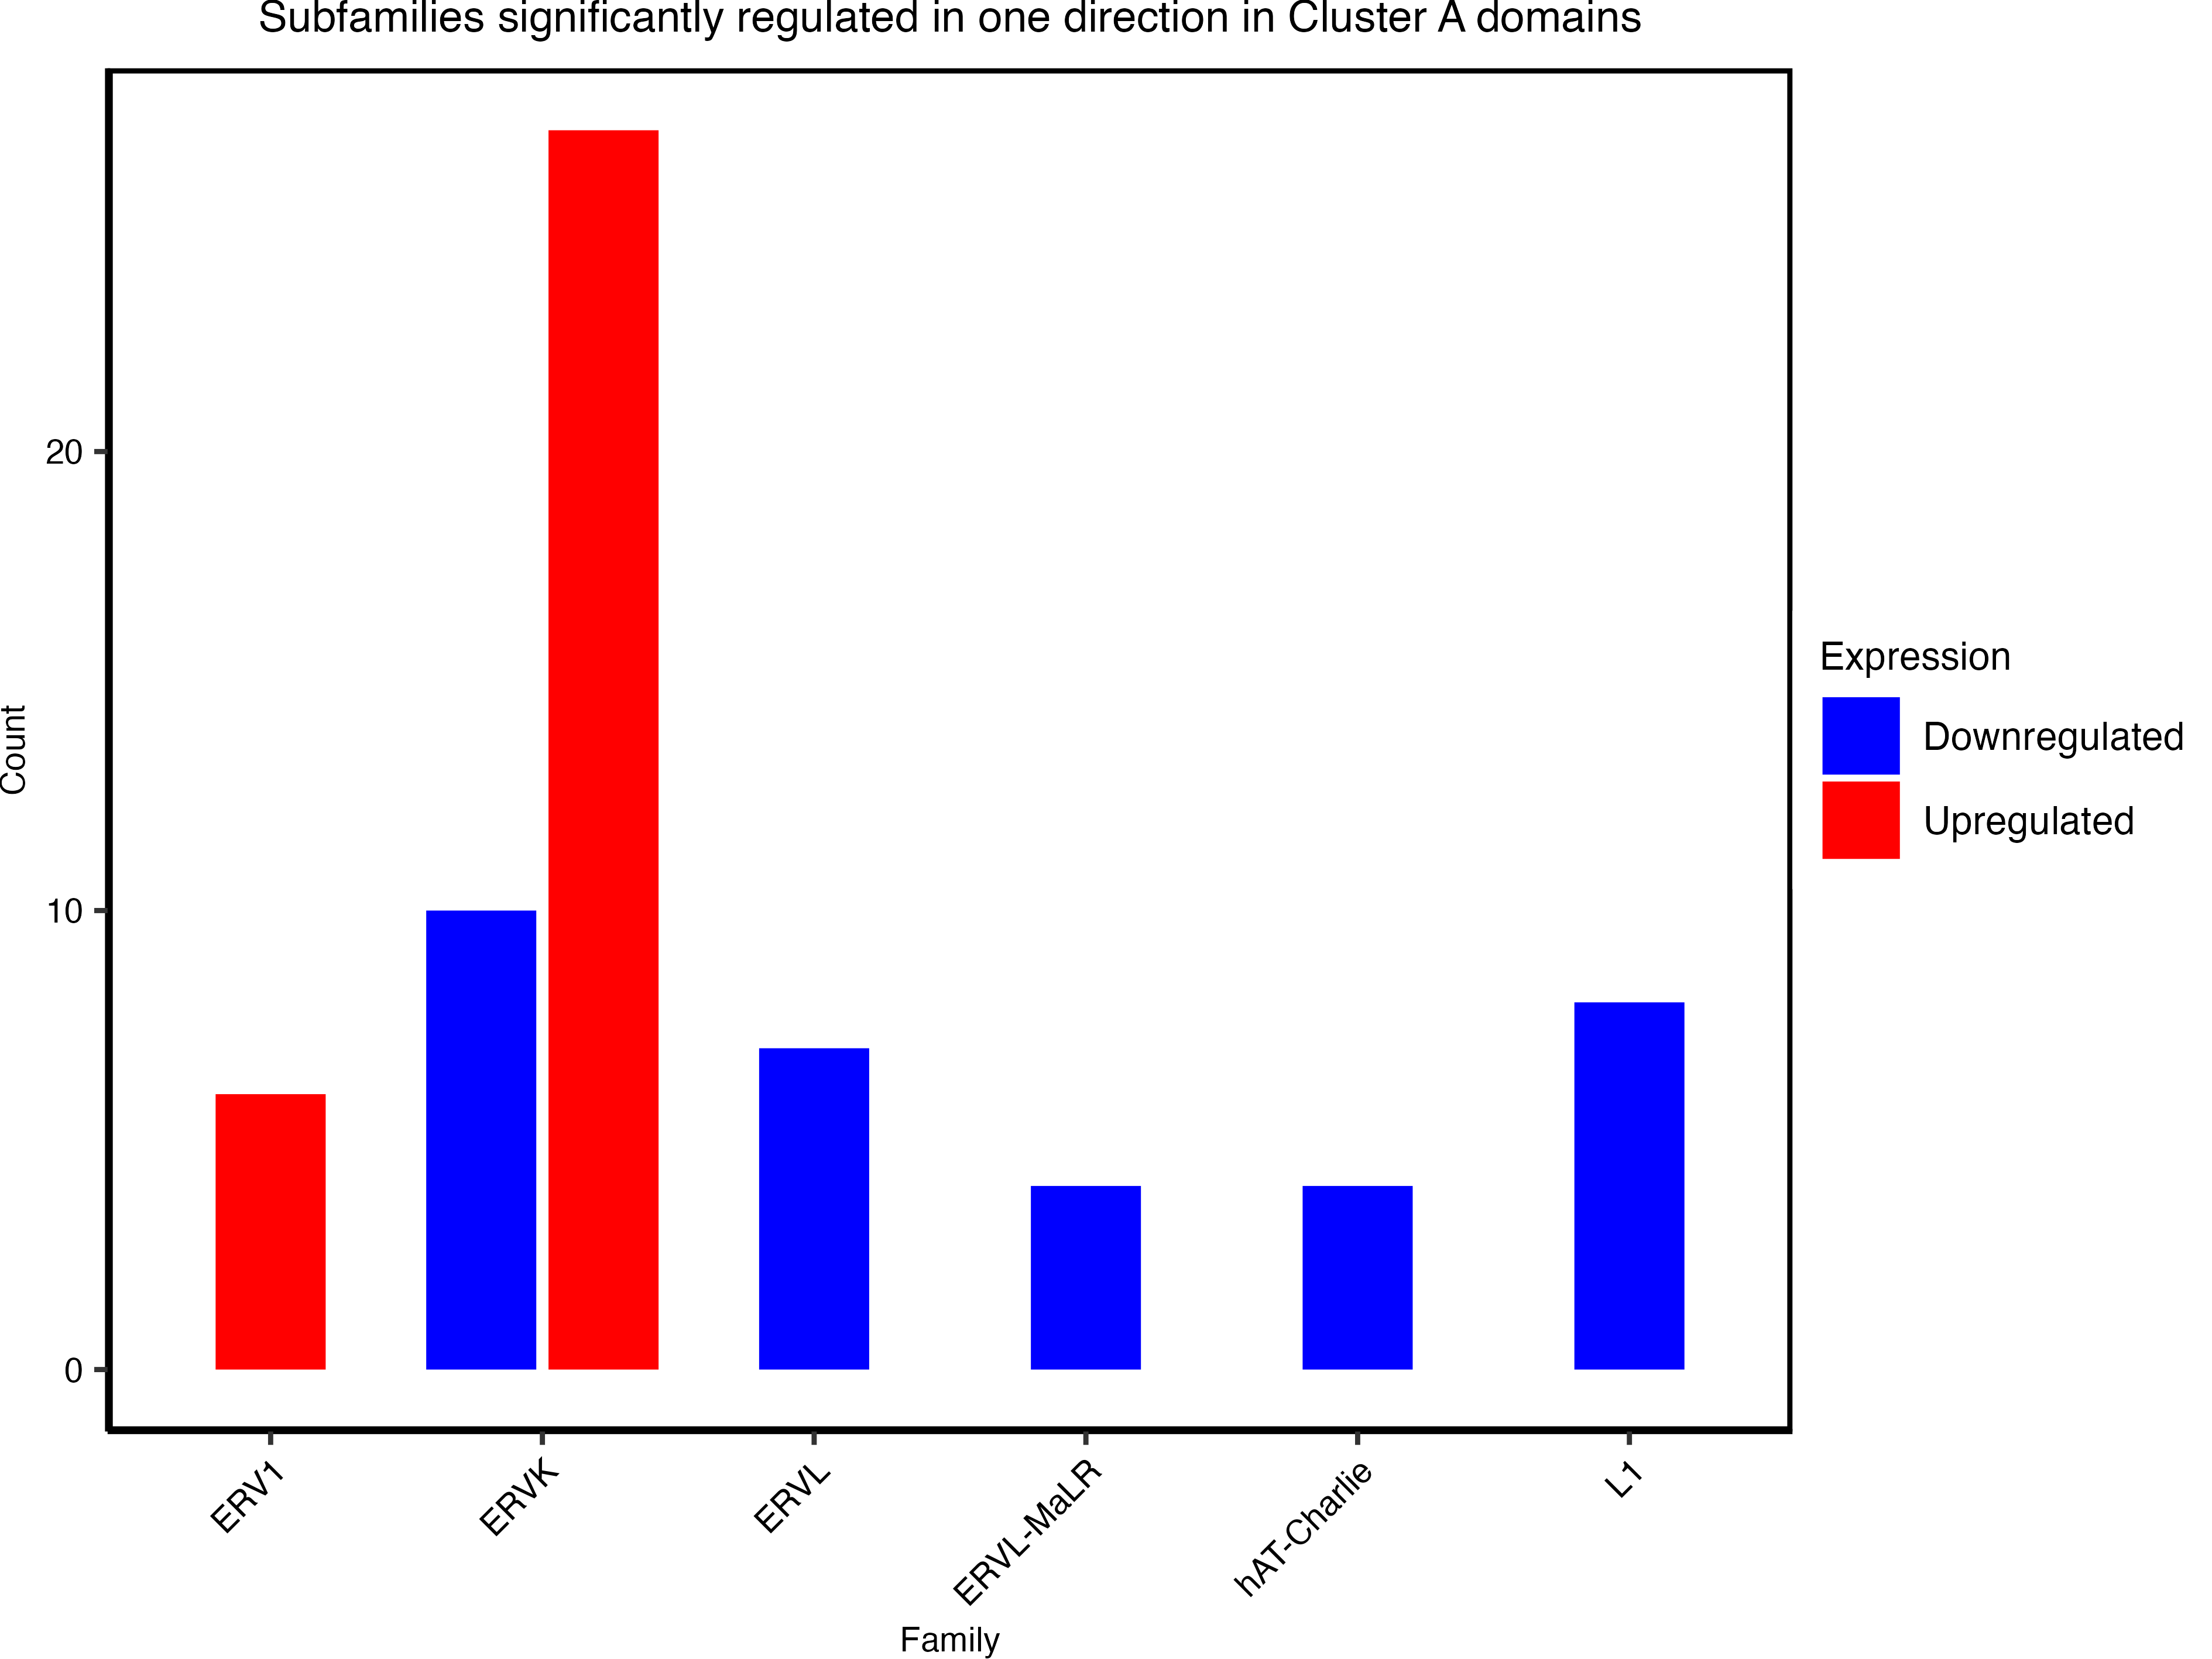 Subfamilies significantly regulated in one direction in Cluster A domains
20
10
0
Count
ERV1
ERVK
ERVL
ERVL-MaLR
hAT-Charlie
L1
Family
Expression
Downregulated
Upregulated